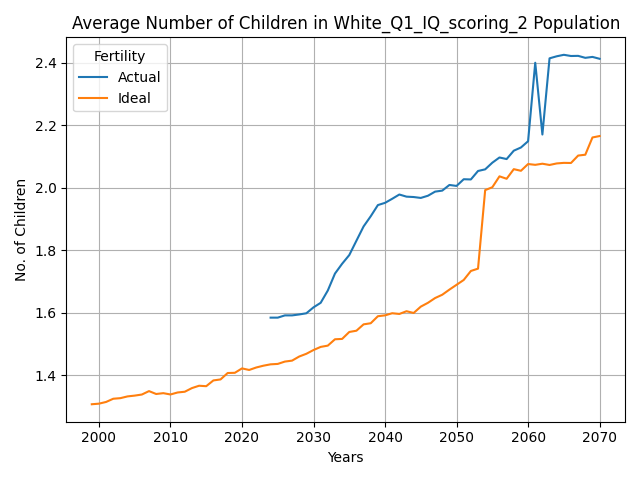 Average Number of Children in White_Q1_IQ_scoring_2 Population
Fertility
Actual
Ideal
No. of Children
2.4
2.2
2.0
1.8
1.6
1.4
2000 2010 2020 2030 2040 2050 2060 2070
Years